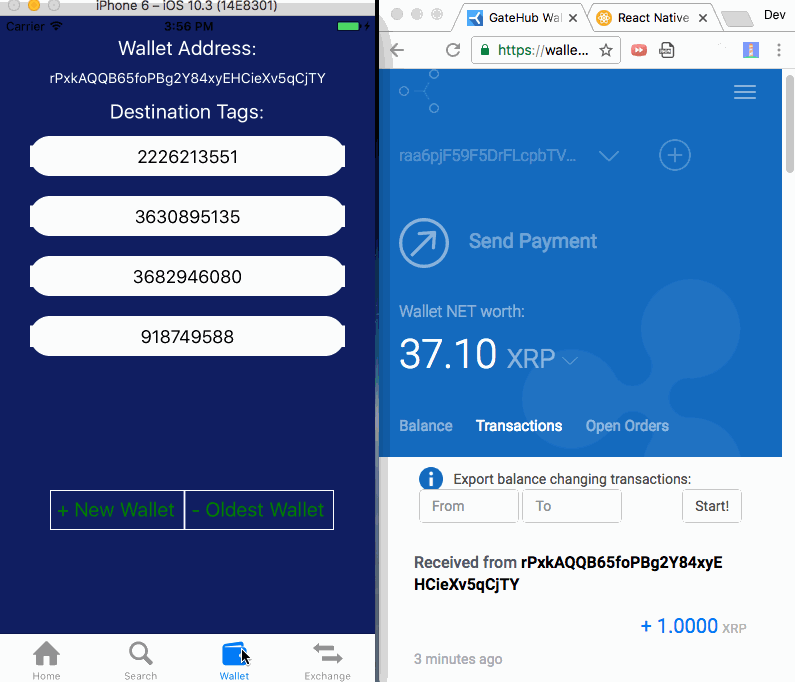 iPhone 6 – iOS 10.3 (14E8301)
Carrier
3:56 PM
Wallet Address:
rPxkAQQB65foPBg2Y84xyEHCieXv5qCjTY
Destination Tags:
2226213551
3630895135
3682946080
918749588
+ New Wallet
- Oldest Wallet
Home
Search
Wallet
Exchange
GateHub Wal
React Native
Dev
https://walle...
raa6pjF59F5DrFLcpbTV...
Send Payment
Wallet NET worth:
37.10 XRP
Balance
Transactions
Open Orders
Export balance changing transactions:
From
To
Start!
Received from rPxkAQQB65foPBg2Y84xyE
HCieXv5qCjTY
+ 1.0000 XRP
3 minutes ago